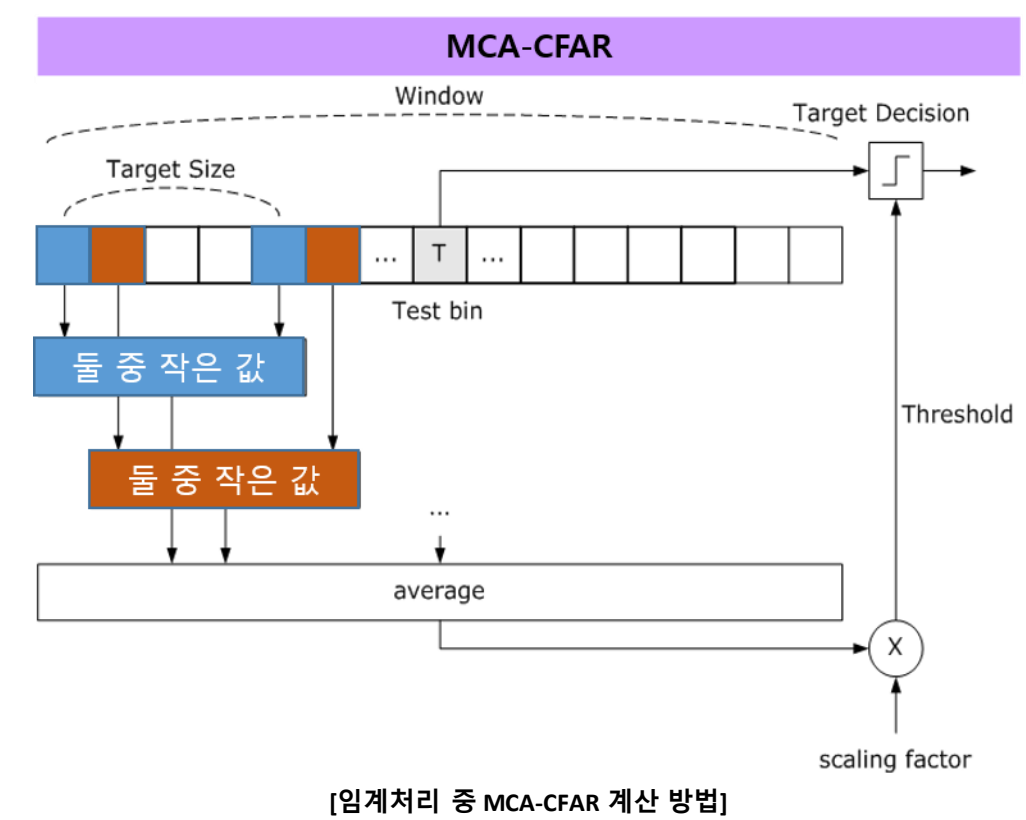 MCA-CFAR
Window
Target Decision
Target Size
... T ...
Test bin
둘 중 작은 값
Threshold
둘 중 작은 값
...
average
X
scaling factor
[임계처리 중 MCA-CFAR 계산 방법]